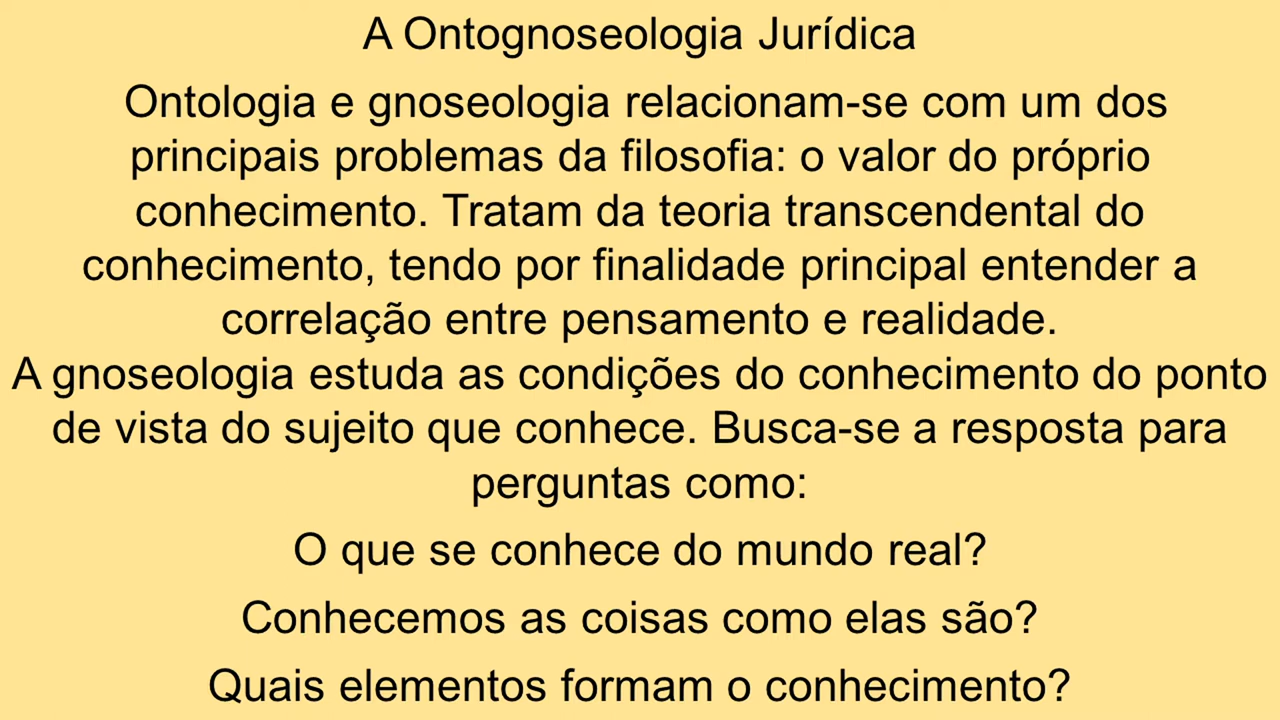 A Ontognoseologia Jurídica
Ontologia e gnoseologia relacionam-se com um dos
principais problemas da filosofia: o valor do próprio
conhecimento. Tratam da teoria transcendental do
conhecimento, tendo por finalidade principal entender a
correlação entre pensamento e realidade.
A gnoseologia estuda as condições do conhecimento do ponto
de vista do sujeito que conhece. Busca-se a resposta para
perguntas como:
O que se conhece do mundo real?
Conhecemos as coisas como elas são?
Quais elementos formam o conhecimento?